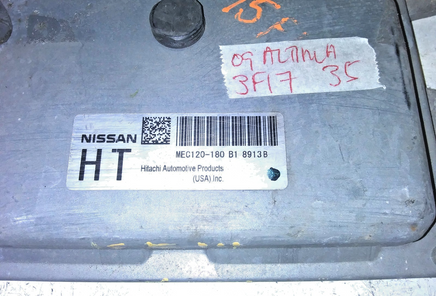 15
09 ALTIMA
3F17 35
NISSAN
HT
MEC120-180 B1 8913B
Hitachi Automotive Products
(USA) Inc.